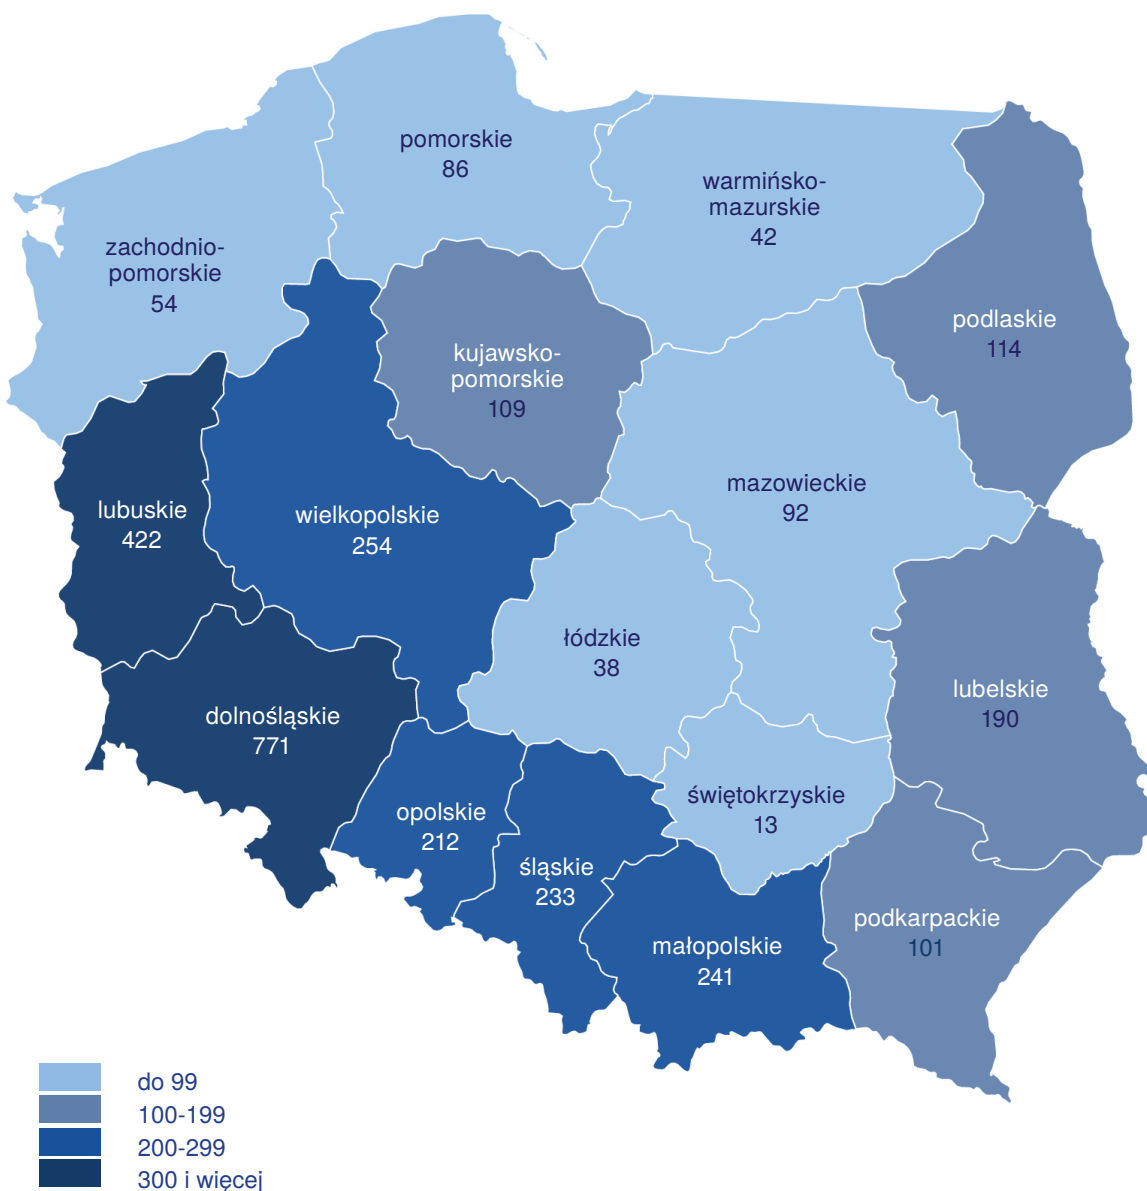 pomorskie
86
warmińsko-
mazurskie
42
zachodnio-
pomorskie
54
podlaskie
114
kujawsko-
pomorskie
109
mazowieckie
92
lubuskie
422
wielkopolskie
254
łódzkie
38
lubelskie
190
dolnośląskie
771
świętokrzyskie
13
opolskie
212
śląskie
233
podkarpackie
101
małopolskie
241
do 99
100-199
200-299
300 i więcej